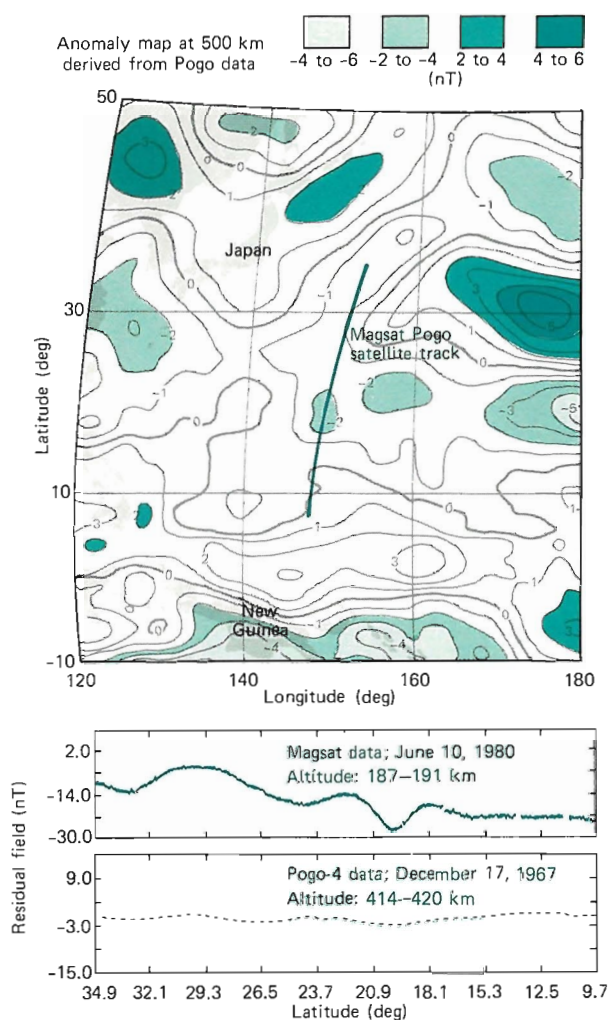 Anomaly map at 500 km
derived from Pogo data
-4 to -6
-2 to -4
2 to 4
4 to 6
(nT)
50
30
10
-10
Latitude (deg)
Japan
Magsat Pogo
satellite track
New
Guinea
120
140
160
180
Longitude (deg)
Residual field (nT)
2.0
-14.0
-30.0
Magsat data; June 10, 1980
Altitude: 187–191 km
9.0
-3.0
-15.0
Pogo-4 data; December 17, 1967
Altitude: 414–420 km
34.9 32.1 29.3 26.5 23.7 20.9 18.1 15.3 12.5 9.7
Latitude (deg)